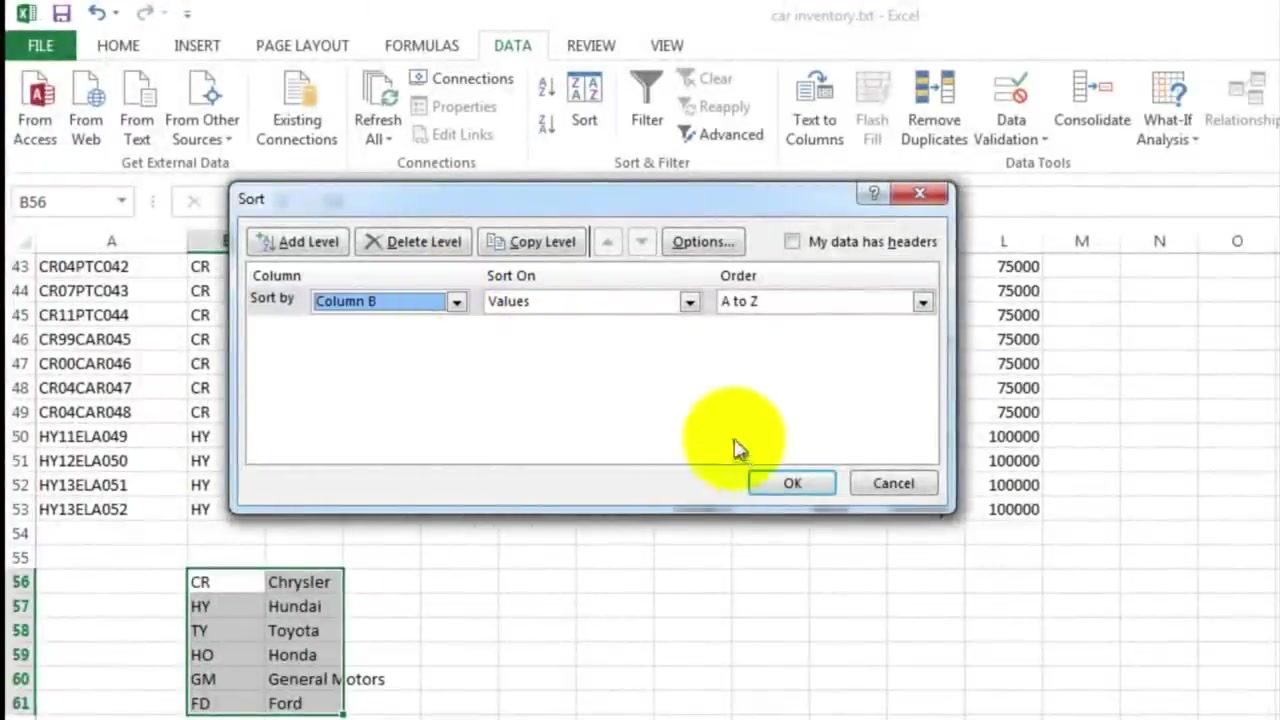 car inventory.txt - Excel
FILE HOME INSERT PAGE LAYOUT FORMULAS DATA REVIEW VIEW
From Access
From Web
From Text
From Other Sources
Existing Connections
Get External Data
Refresh All
Connections
Properties
Edit Links
Connections
A Z
Z A
Z A A Z
Sort
Filter
Clear
Reapply
Advanced
Sort & Filter
Text to Columns
Flash Fill
Remove Duplicates
Data Validation
Consolidate
What-If Analysis
Data Tools
B56
Sort
Add Level Delete Level Copy Level Options... My data has headers
Column Sort On Order
Sort by Column B Values A to Z
OK Cancel
A L M N O
43 CR04PTC042 CR 75000
44 CR07PTC043 CR 75000
45 CR11PTC044 CR 75000
46 CR99CAR045 CR 75000
47 CR00CAR046 CR 75000
48 CR04CAR047 CR 75000
49 CR04CAR048 CR 75000
50 HY11ELA049 HY 100000
51 HY12ELA050 HY 100000
52 HY13ELA051 HY 100000
53 HY13ELA052 HY 100000
54
55
56 CR Chrysler
57 HY Hundai
58 TY Toyota
59 HO Honda
60 GM General Motors
61 FD Ford